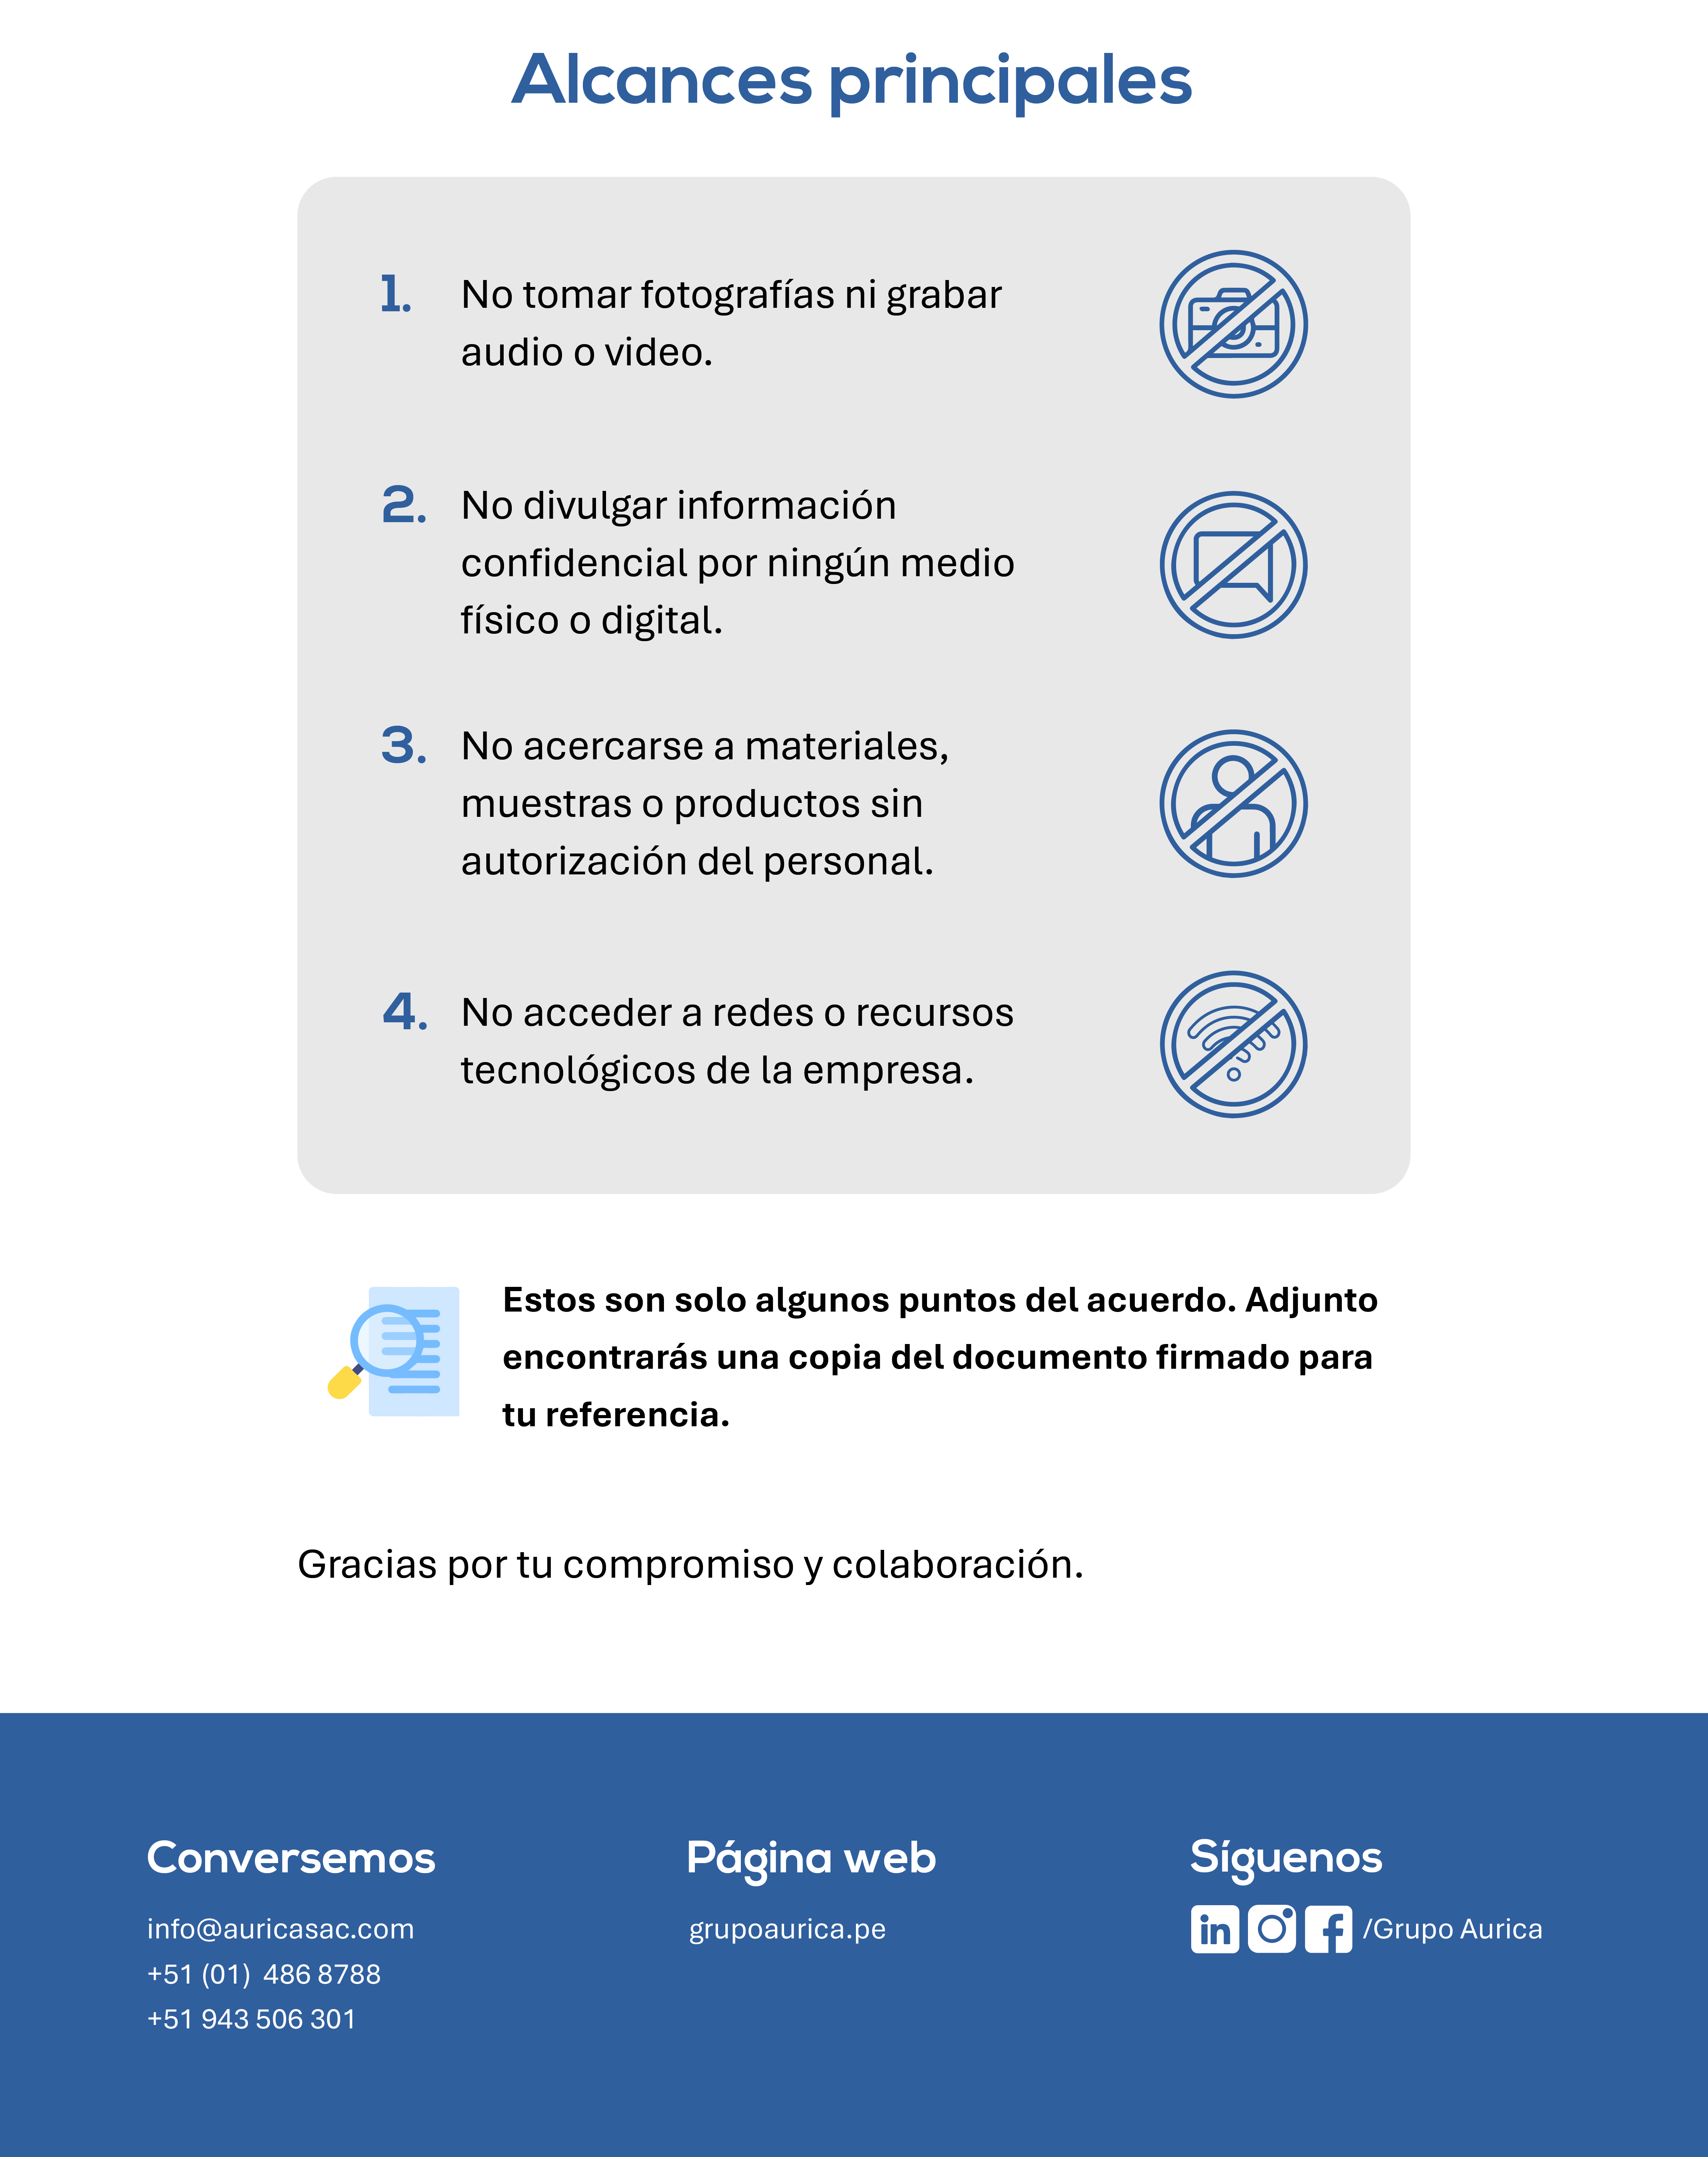 Alcances principales
1. No tomar fotografías ni grabar
audio o video.
2. No divulgar información
confidencial por ningún medio
físico o digital.
3. No acercarse a materiales,
muestras o productos sin
autorización del personal.
4. No acceder a redes o recursos
tecnológicos de la empresa.
Estos son solo algunos puntos del acuerdo. Adjunto
encontrarás una copia del documento firmado para
tu referencia.
Gracias por tu compromiso y colaboración.
Conversemos
info@auricasac.com
+51 (01) 486 8788
+51 943 506 301
Página web
grupoaurica.pe
Síguenos
in f /Grupo Aurica